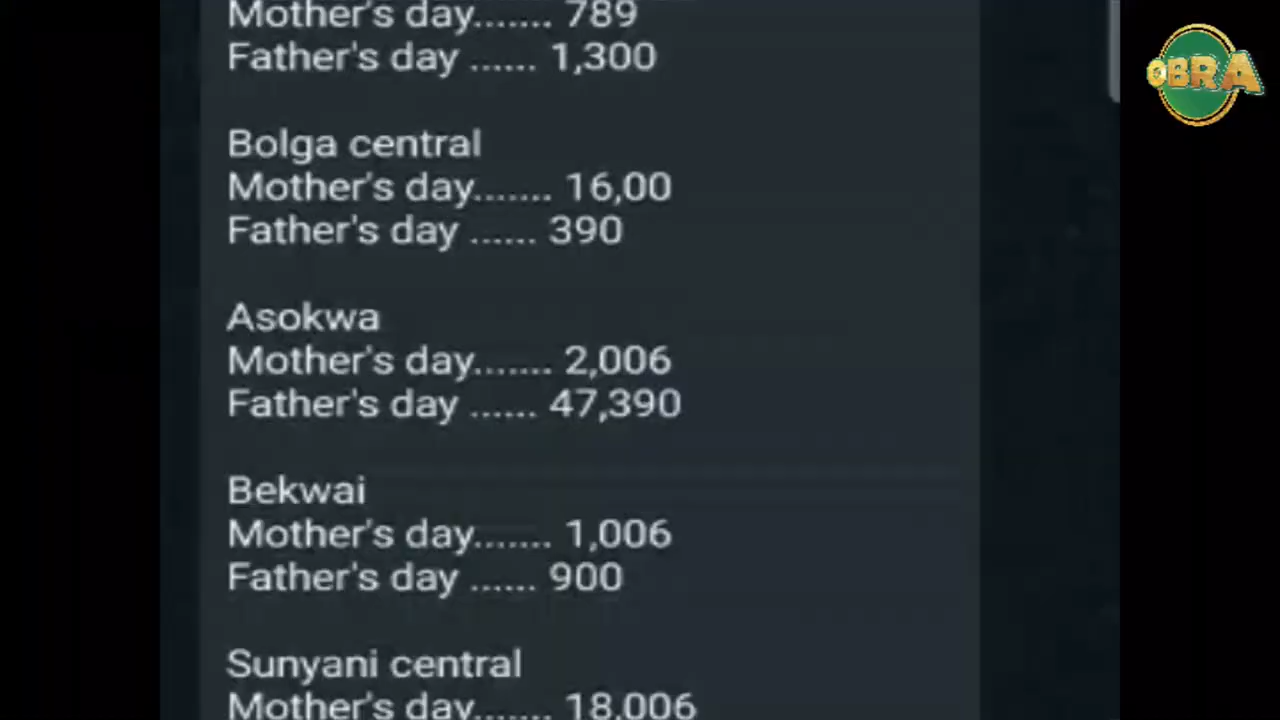 Mother's day....... 789
Father's day ...... 1,300
Bolga central
Mother's day....... 16,00
Father's day ...... 390
Asokwa
Mother's day....... 2,006
Father's day ...... 47,390
Bekwai
Mother's day....... 1,006
Father's day ...... 900
Sunyani central
Mother's day....... 18,006
OBRA